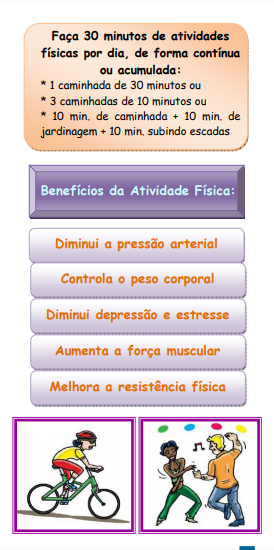 Faça 30 minutos de atividades
físicas por dia, de forma contínua
ou acumulada:
* 1 caminhada de 30 minutos ou
* 3 caminhadas de 10 minutos ou
* 10 min. de caminhada + 10 min. de
jardinagem + 10 min. subindo escadas
Benefícios da Atividade Física:
Diminui a pressão arterial
Controla o peso corporal
Diminui depressão e estresse
Aumenta a força muscular
Melhora a resistência física